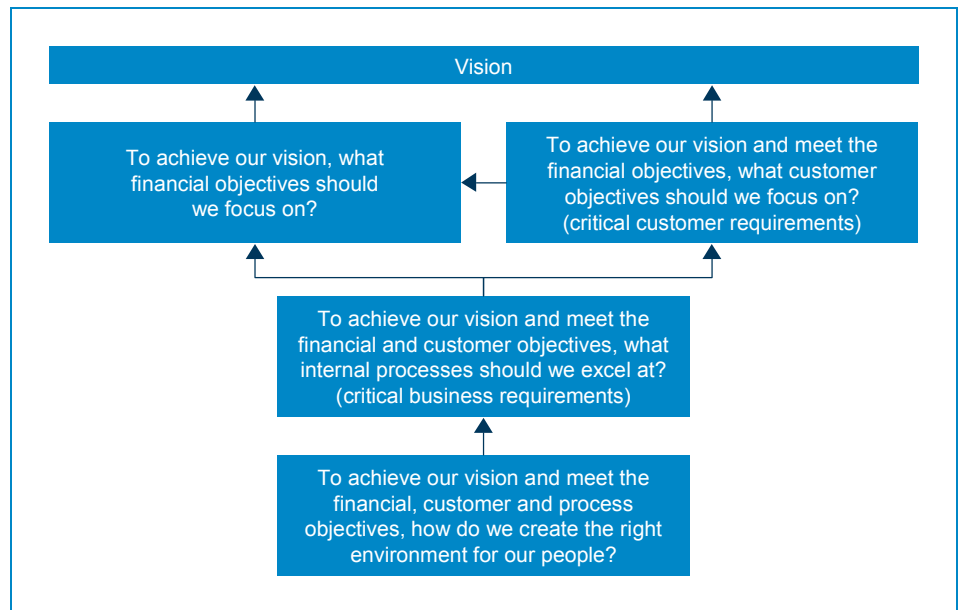 Vision
To achieve our vision, what
financial objectives should
we focus on?
To achieve our vision and meet the
financial objectives, what customer
objectives should we focus on?
(critical customer requirements)
To achieve our vision and meet the
financial and customer objectives, what
internal processes should we excel at?
(critical business requirements)
To achieve our vision and meet the
financial, customer and process
objectives, how do we create the right
environment for our people?